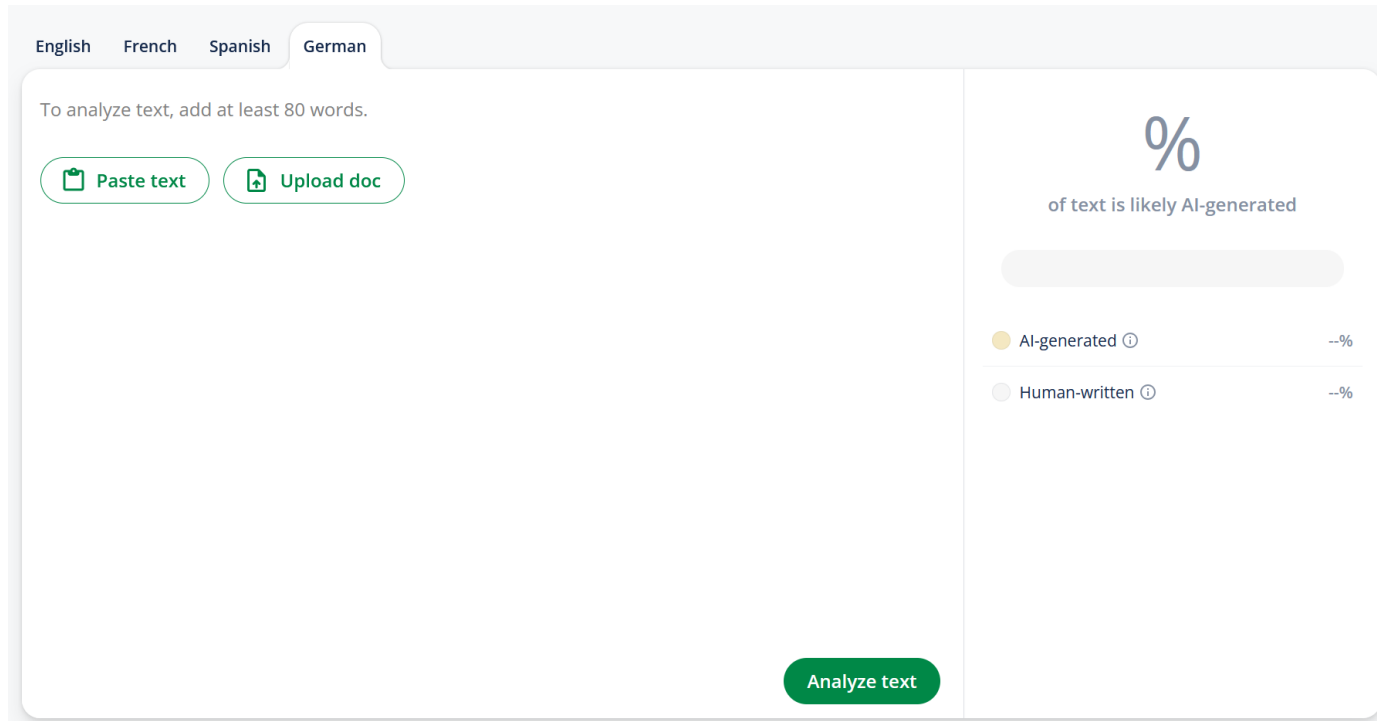 English French Spanish German
To analyze text, add at least 80 words.
Paste text Upload doc
Analyze text
%
of text is likely AI-generated
AI-generated --%
Human-written --%